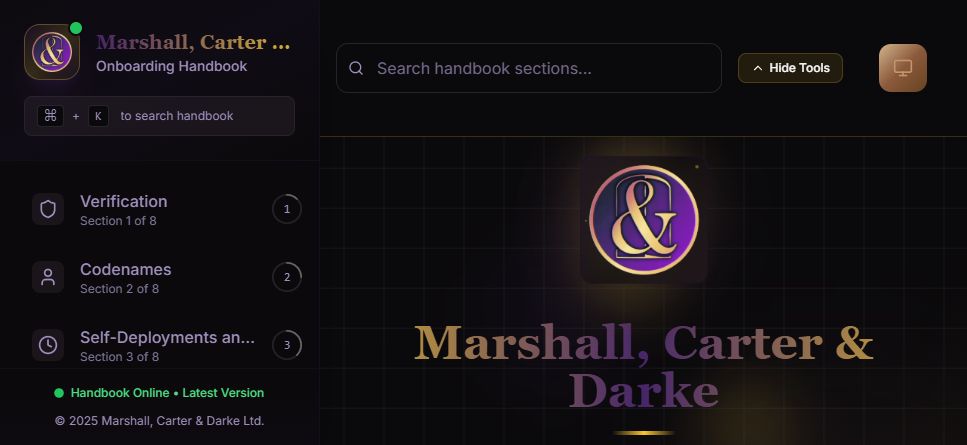 Marshall, Carter ...
Onboarding Handbook
⌘ + K to search handbook
Verification
Section 1 of 8
1
Codenames
Section 2 of 8
2
Self-Deployments an...
Section 3 of 8
3
Handbook Online • Latest Version
© 2025 Marshall, Carter & Darke Ltd.
Search handbook sections...
Hide Tools
&
Marshall, Carter &
Darke